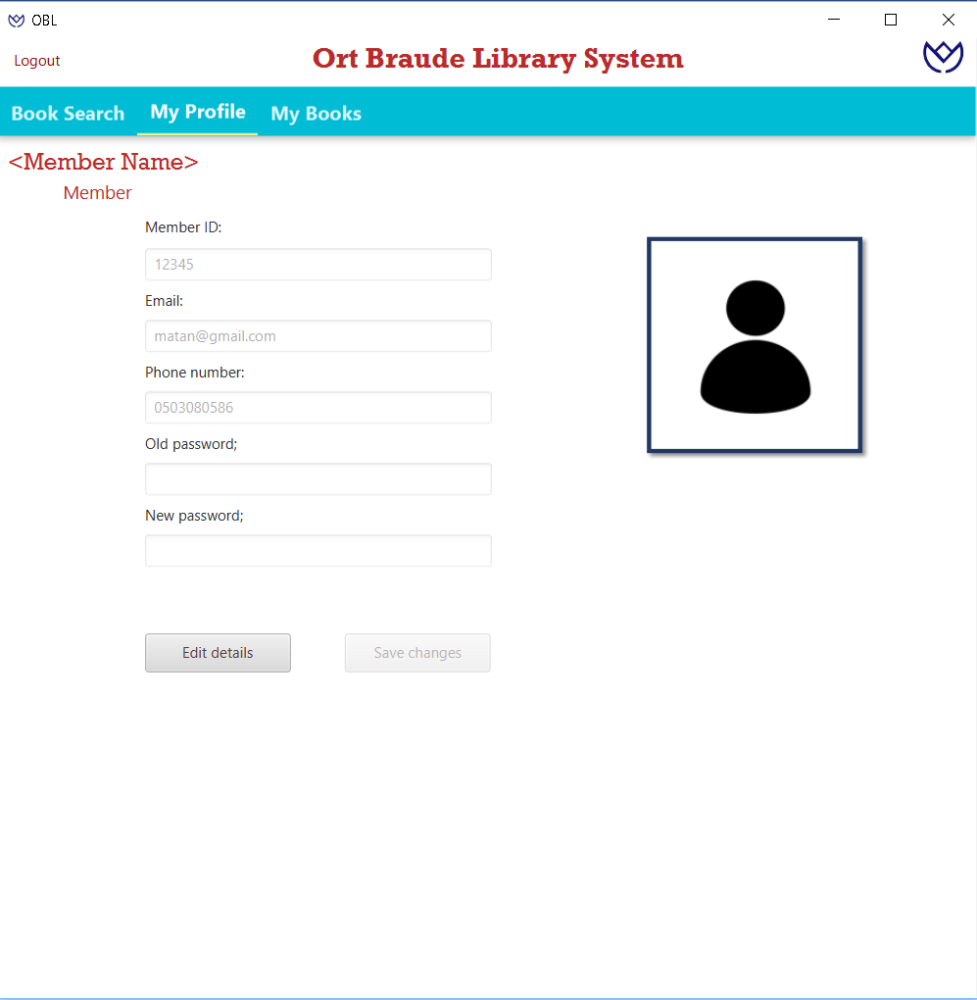 OBL
Logout
Ort Braude Library System
Book Search My Profile My Books
<Member Name>
Member
Member ID:
12345
Email:
matan@gmail.com
Phone number:
0503080586
Old password;
New password;
Edit details Save changes